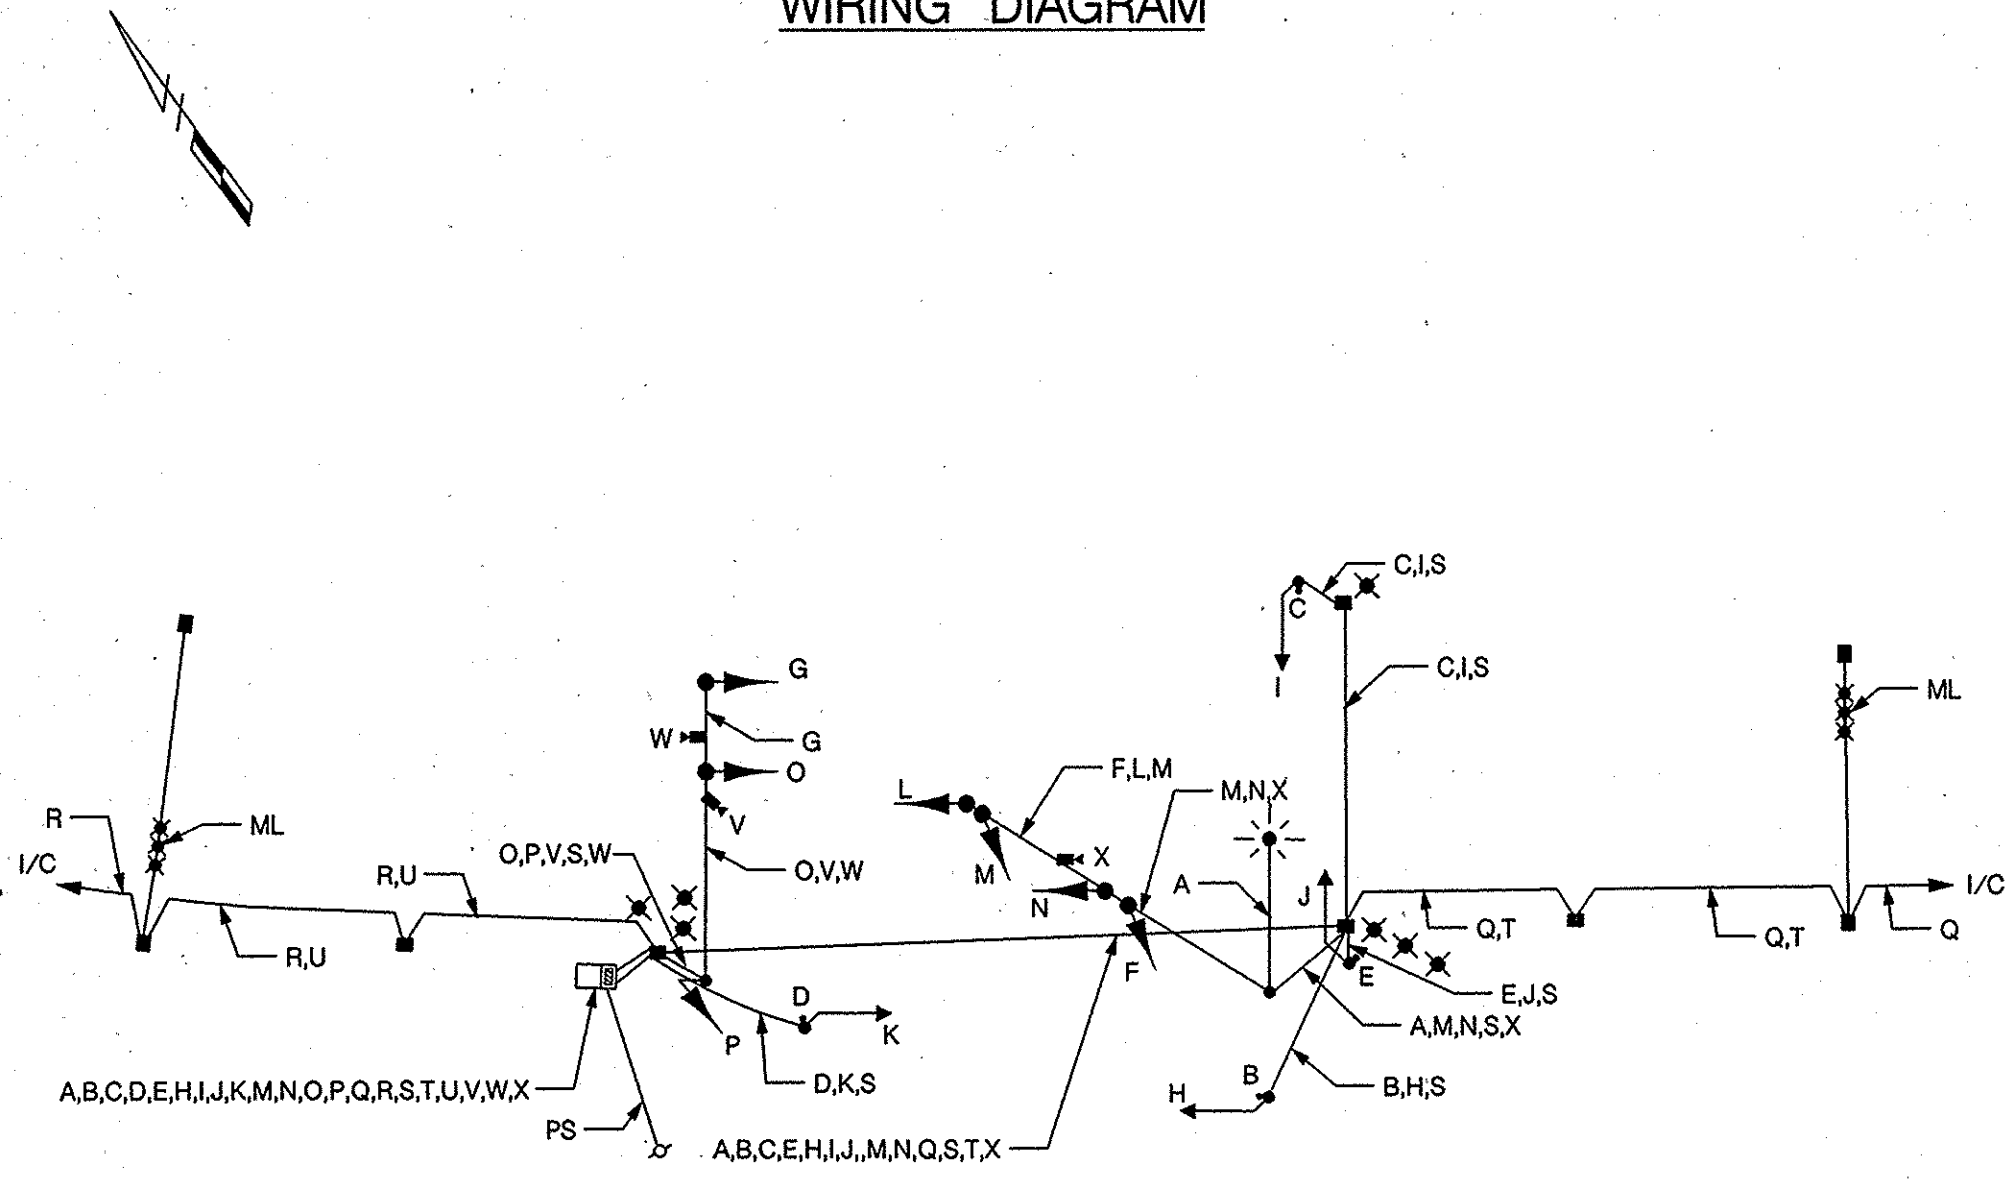 WIRING DIAGRAM
C,I,S
C
I
C,I,S
G
ML
W
G
O
F,L,M
L
M,N,X
V
R
ML
I/C
O,P,V,S,W
R,U
O,V,W
M
X
A
J
I/C
N
Q,T
Q,T
Q
R,U
F
E
D
E,J,S
K
P
A,M,N,S,X
A,B,C,D,E,H,I,J,K,M,N,O,P,Q,R,S,T,U,V,W,X
D,K,S
B
H
B,H,S
PS
A,B,C,E,H,I,J,,M,N,Q,S,T,X
O